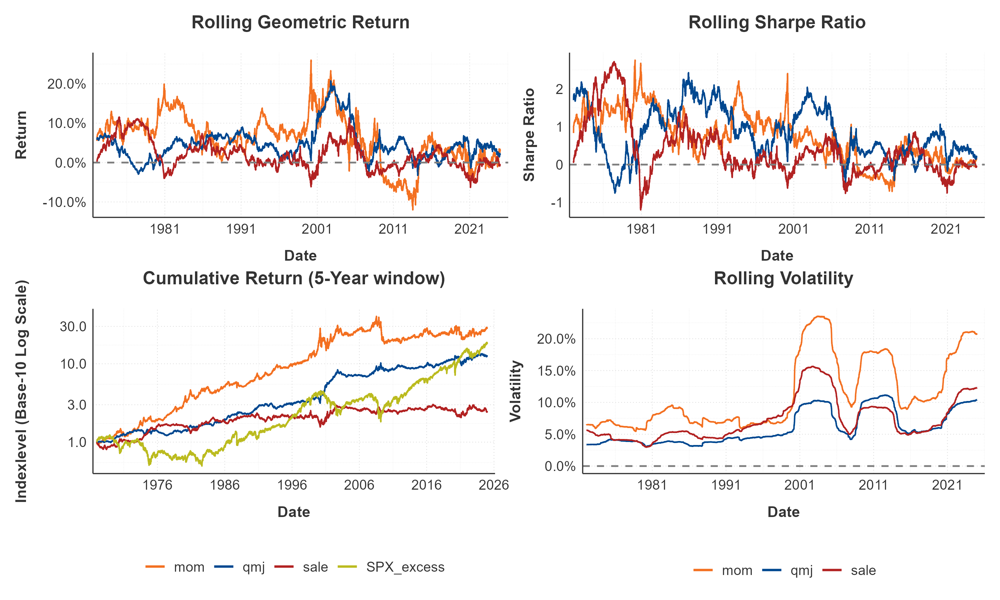 Rolling Geometric Return
Return
20.0%
10.0%
0.0%
-10.0%
1981 1991 2001 2011 2021
Date
Rolling Sharpe Ratio
Sharpe Ratio
2
1
0
-1
1981 1991 2001 2011 2021
Date
Cumulative Return (5-Year window)
Indexlevel (Base-10 Log Scale)
30.0
10.0
3.0
1.0
1976 1986 1996 2006 2016 2026
Date
mom qmj sale SPX_excess
Rolling Volatility
Volatility
20.0%
15.0%
10.0%
5.0%
0.0%
1981 1991 2001 2011 2021
Date
mom qmj sale